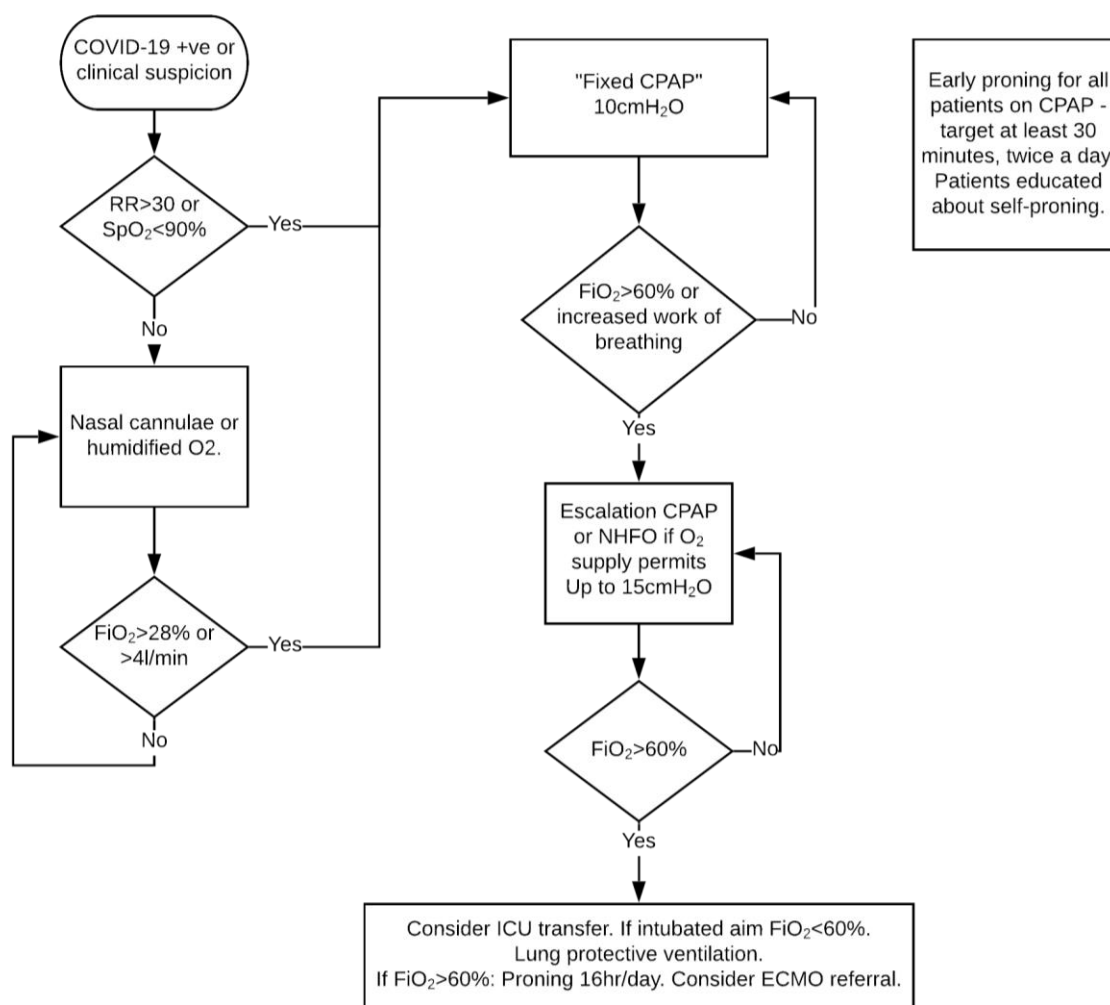 COVID-19 +ve or
clinical suspicion
RR>30 or
SpO₂<90%
Yes
No
Nasal cannulae or
humidified O2.
FiO₂>28% or
>4l/min
Yes
No
"Fixed CPAP"
10cmH₂O
FiO₂>60% or
increased work of
breathing
No
Yes
Escalation CPAP
or NHFO if O₂
supply permits
Up to 15cmH₂O
FiO₂>60%
No
Yes
Consider ICU transfer. If intubated aim FiO₂<60%.
Lung protective ventilation.
If FiO₂>60%: Proning 16hr/day. Consider ECMO referral.
Early proning for all
patients on CPAP -
target at least 30
minutes, twice a day
Patients educated
about self-proning.